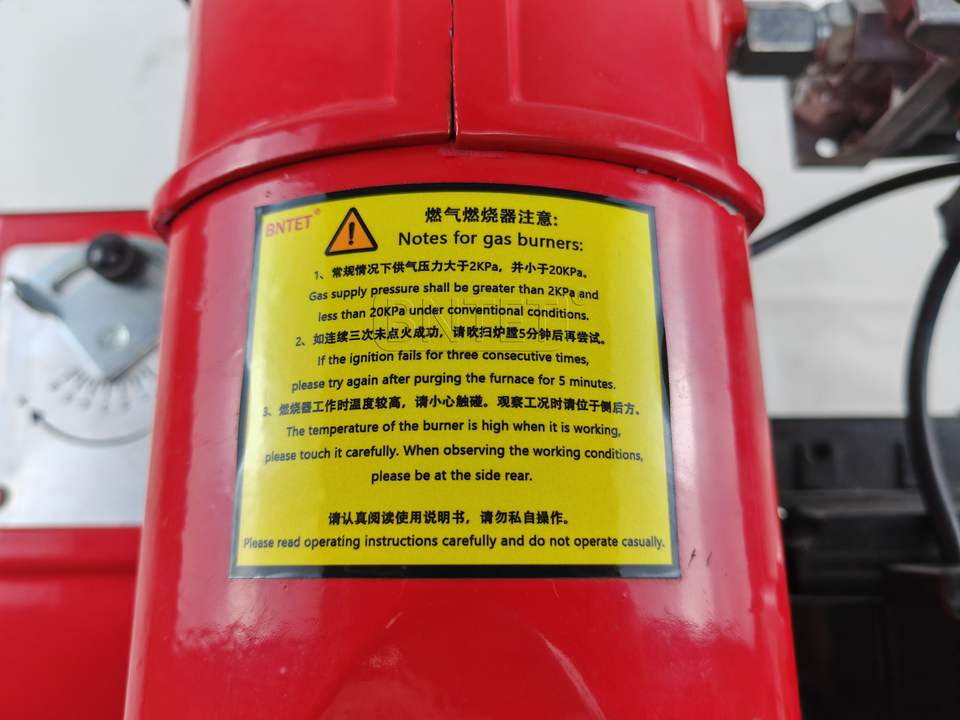 BNTET®
燃气燃烧器注意:
Notes for gas burners:
1、常规情况下供气压力大于2KPa，并小于20KPa。
Gas supply pressure shall be greater than 2KPa and
less than 20KPa under conventional conditions.
BNTET®
2、如连续三次未点火成功，请吹扫炉膛5分钟后再尝试。
If the ignition fails for three consecutive times,
please try again after purging the furnace for 5 minutes.
3、燃烧器工作时温度较高，请小心触碰。观察工况时请位于侧后方。
The temperature of the burner is high when it is working,
please touch it carefully. When observing the working conditions,
please be at the side rear.
请认真阅读使用说明书，请勿私自操作。
Please read operating instructions carefully and do not operate casually.